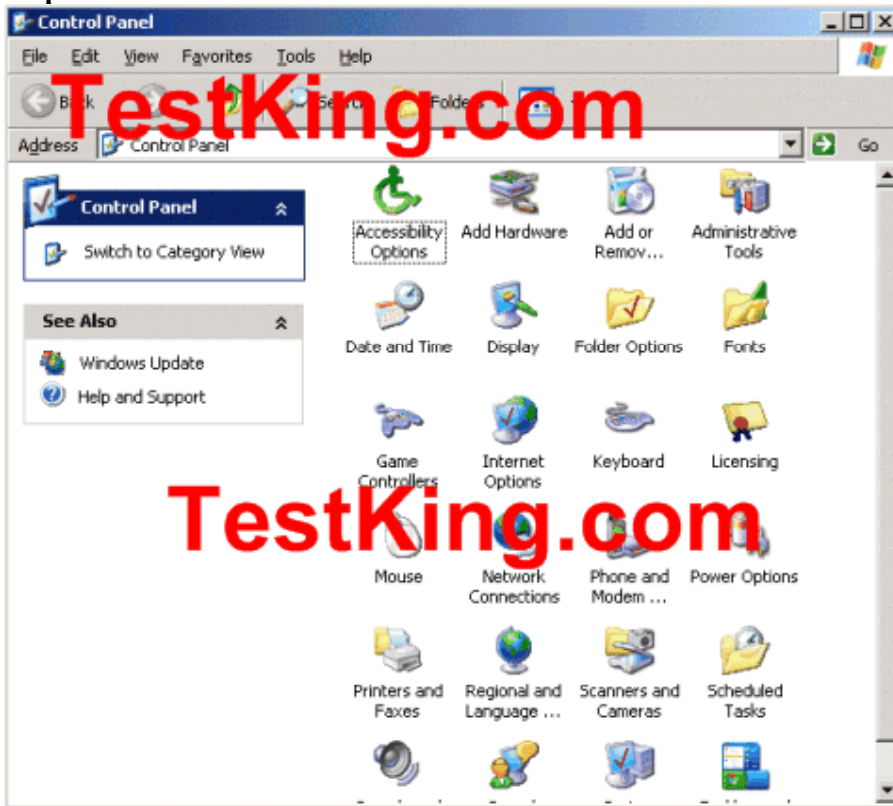 Control Panel
File Edit View Favorites Tools Help
TestKing.com
Address Control Panel Go
Control Panel
Switch to Category View
See Also
Windows Update
Help and Support
Accessibility Options
Add Hardware
Add or Remov...
Administrative Tools
Date and Time
Display
Folder Options
Fonts
Game Controllers
Internet Options
Keyboard
Licensing
TestKing.com
Mouse
Network Connections
Phone and Modem ...
Power Options
Printers and Faxes
Regional and Language ...
Scanners and Cameras
Scheduled Tasks